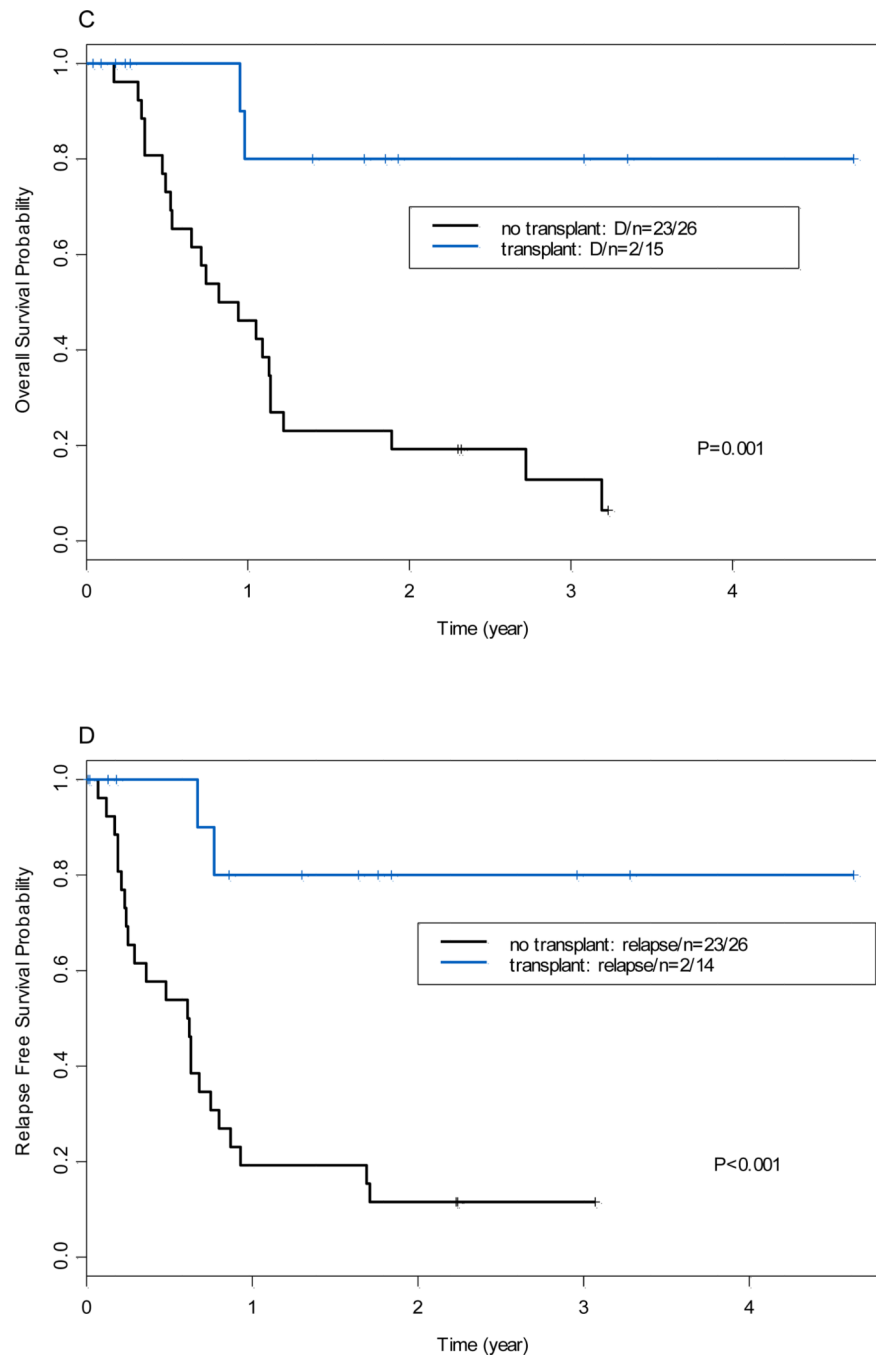 C
1.0
0.8
0.6
0.4
0.2
0.0
Overall Survival Probability
no transplant: D/n=23/26
transplant: D/n=2/15
P=0.001
0 1 2 3 4
Time (year)
D
1.0
0.8
0.6
0.4
0.2
0.0
Relapse Free Survival Probability
no transplant: relapse/n=23/26
transplant: relapse/n=2/14
P<0.001
0 1 2 3 4
Time (year)